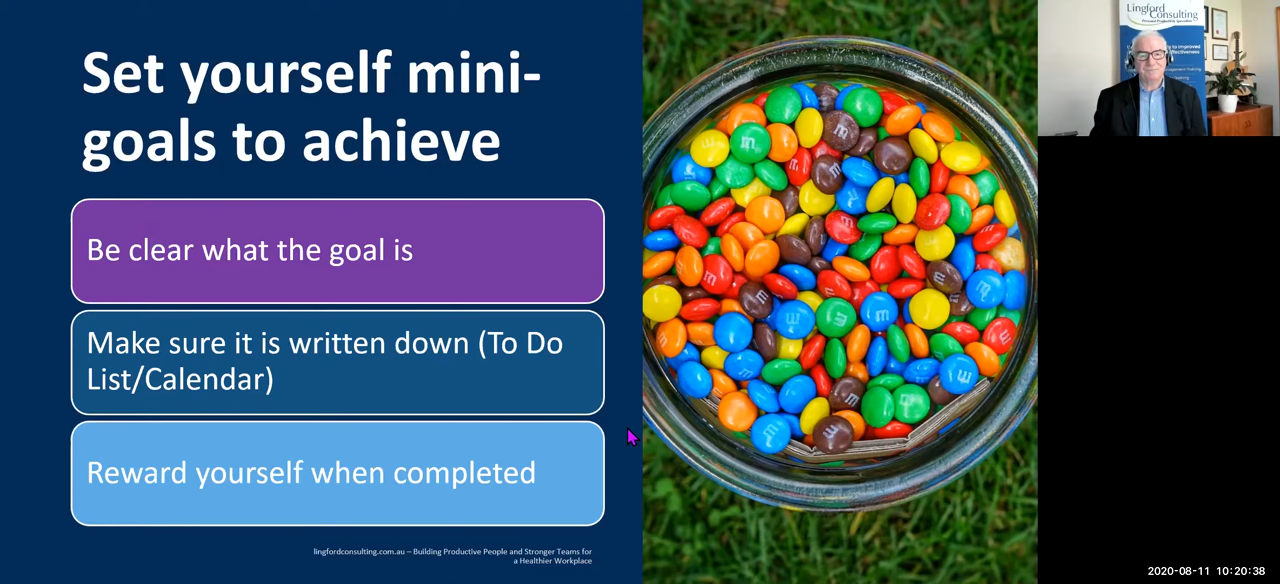 Set yourself mini-
goals to achieve
Be clear what the goal is
Make sure it is written down (To Do
List/Calendar)
Reward yourself when completed
lingfordconsulting.com.au – Building Productive People and Stronger Teams for
a Healthier Workplace
Lingford
Consulting
2020-08-11 10:20:38